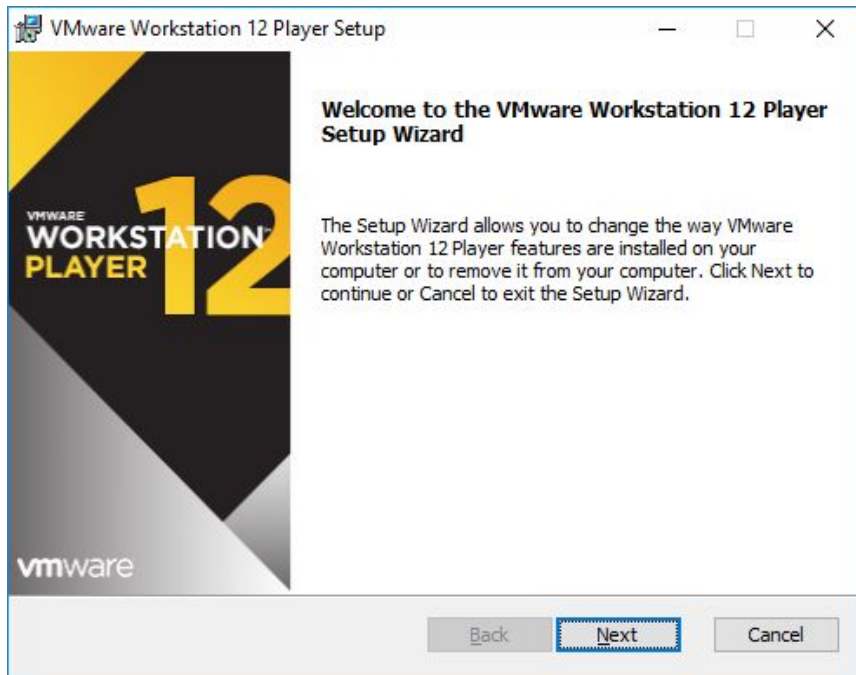 VMware Workstation 12 Player Setup
Welcome to the VMware Workstation 12 Player
Setup Wizard
The Setup Wizard allows you to change the way VMware
Workstation 12 Player features are installed on your
computer or to remove it from your computer. Click Next to
continue or Cancel to exit the Setup Wizard.
VMWARE
WORKSTATION™
PLAYER
12
vmware
Back
Next
Cancel